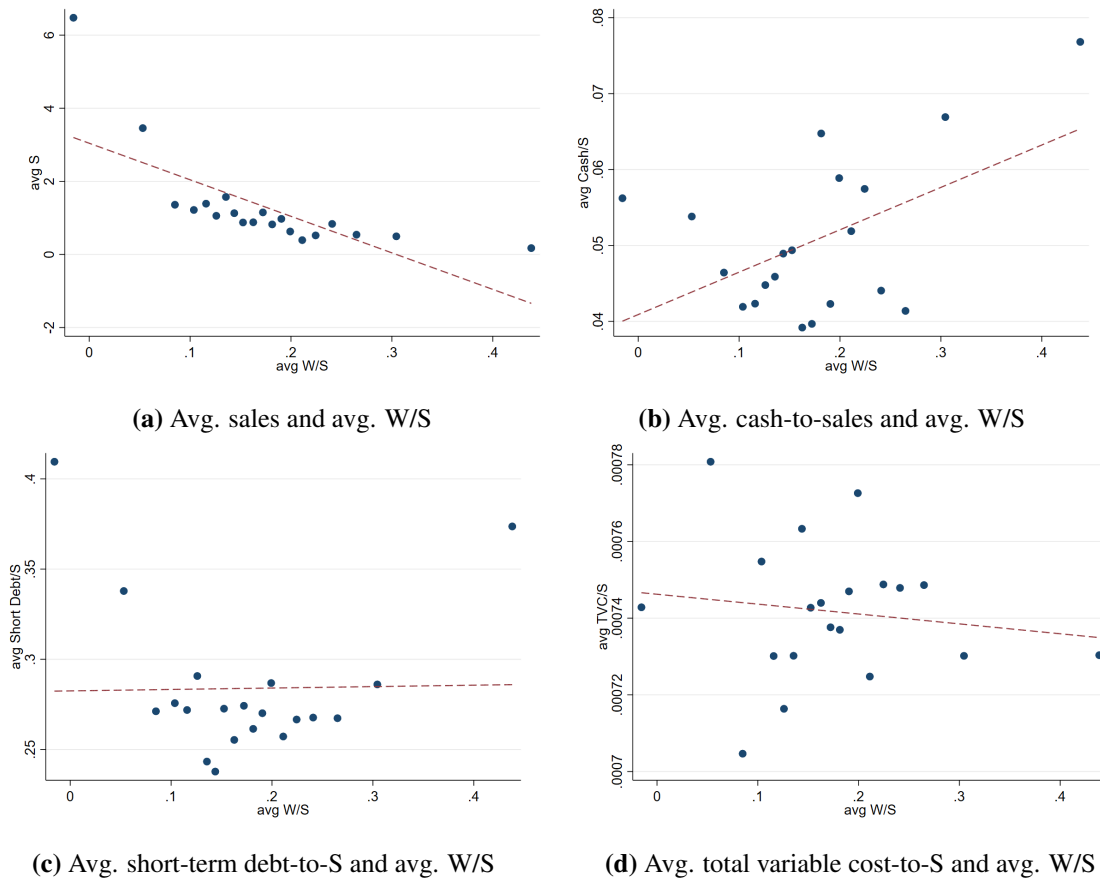 avg S
6
4
2
0
-2
0 .1 .2 .3 .4
avg W/S
(a) Avg. sales and avg. W/S
avg Cash/S
.08
.07
.06
.05
.04
0 .1 .2 .3 .4
avg W/S
(b) Avg. cash-to-sales and avg. W/S
avg Short Debt/S
.4
.35
.3
.25
0 .1 .2 .3 .4
avg W/S
(c) Avg. short-term debt-to-S and avg. W/S
avg TVC/S
.00078
.00076
.00074
.00072
.0007
0 .1 .2 .3 .4
avg W/S
(d) Avg. total variable cost-to-S and avg. W/S